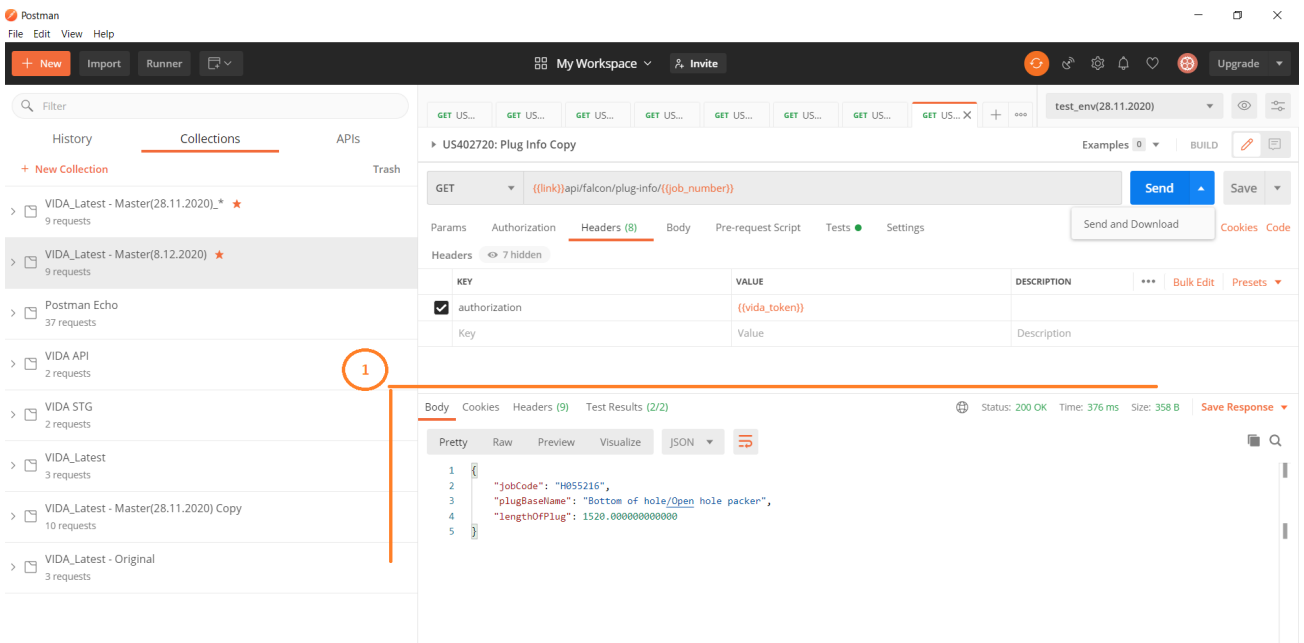 Postman
File Edit View Help
+ New Import Runner My Workspace Invite Upgrade
Filter
History Collections APIs
+ New Collection Trash
VIDA_Latest - Master(28.11.2020)_* ★
9 requests
VIDA_Latest - Master(8.12.2020) ★
9 requests
Postman Echo
37 requests
VIDA API
2 requests
VIDA STG
2 requests
VIDA_Latest
3 requests
VIDA_Latest - Master(28.11.2020) Copy
10 requests
VIDA_Latest - Original
3 requests
1
GET US... GET US... GET US... GET US... GET US... GET US... GET US... GET US... X + ooo test_env(28.11.2020)
US402720: Plug Info Copy Examples 0 BUILD
GET {{link}}api/falcon/plug-info/{{job_number}} Send Save
Send and Download
Params Authorization Headers (8) Body Pre-request Script Tests Settings Cookies Code
Headers 7 hidden
KEY VALUE DESCRIPTION ••• Bulk Edit Presets
authorization {{vida_token}}
Key Value Description
Body Cookies Headers (9) Test Results (2/2) Status: 200 OK Time: 376 ms Size: 358 B Save Response
Pretty Raw Preview Visualize JSON
1 {
2 "jobCode": "H055216",
3 "plugBaseName": "Bottom of hole/Open hole packer",
4 "lengthOfPlug": 1520.000000000000
5 }